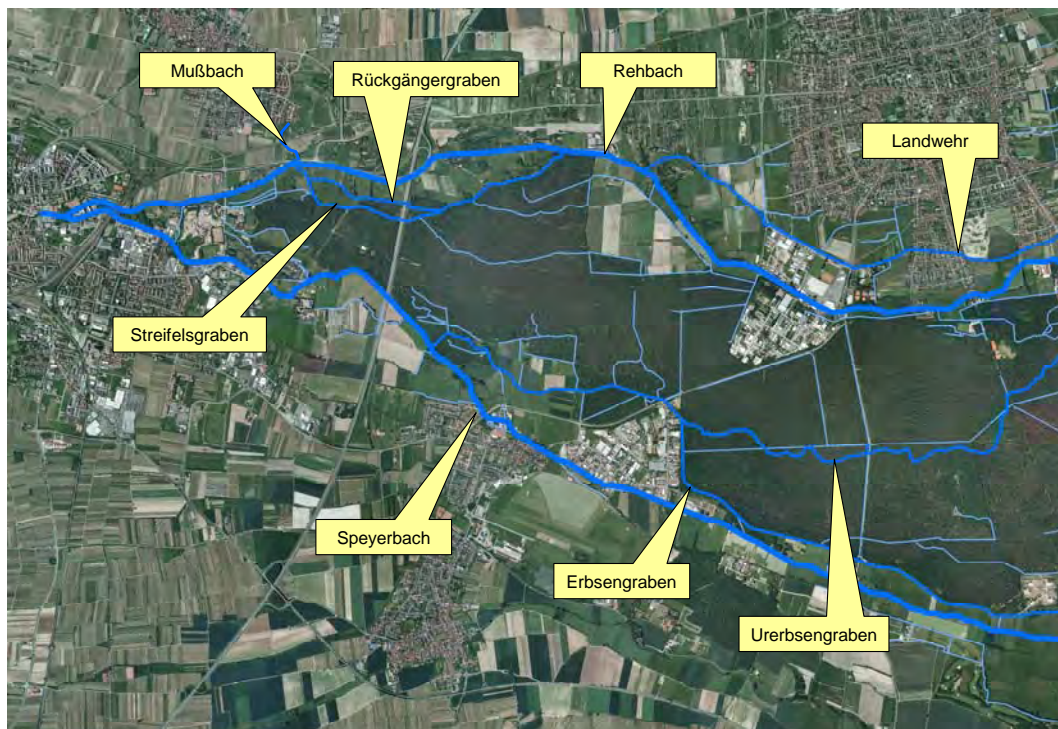 Mußbach
Rückgängergraben
Rehbach
Landwehr
Streifelsgraben
Speyerbach
Erbsengraben
Urerbsengraben